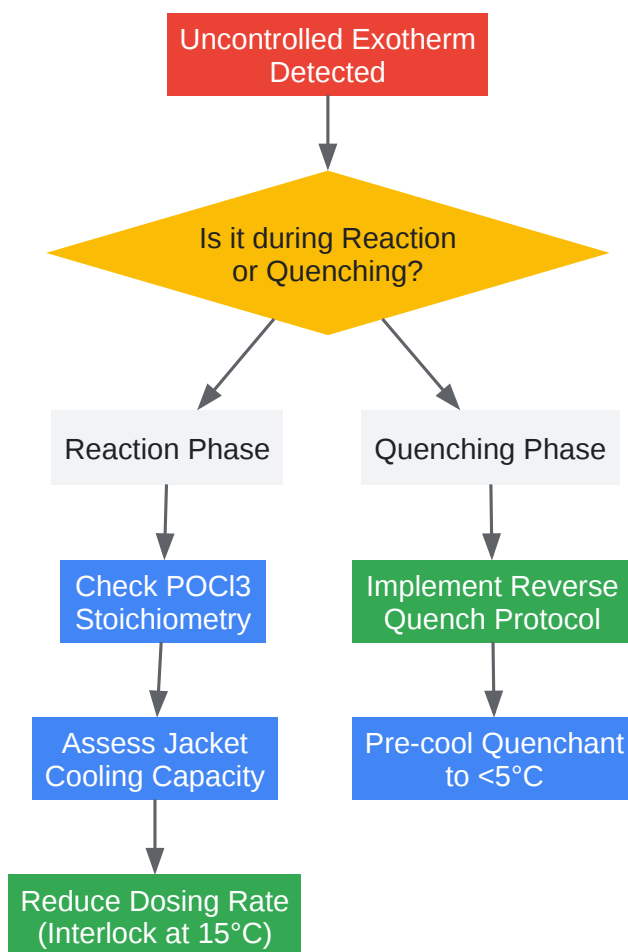 Uncontrolled Exotherm
Detected
Is it during Reaction
or Quenching?
Reaction Phase
Quenching Phase
Check POCl3
Stoichiometry
Implement Reverse
Quench Protocol
Assess Jacket
Cooling Capacity
Pre-cool Quenchant
to <5°C
Reduce Dosing Rate
(Interlock at 15°C)